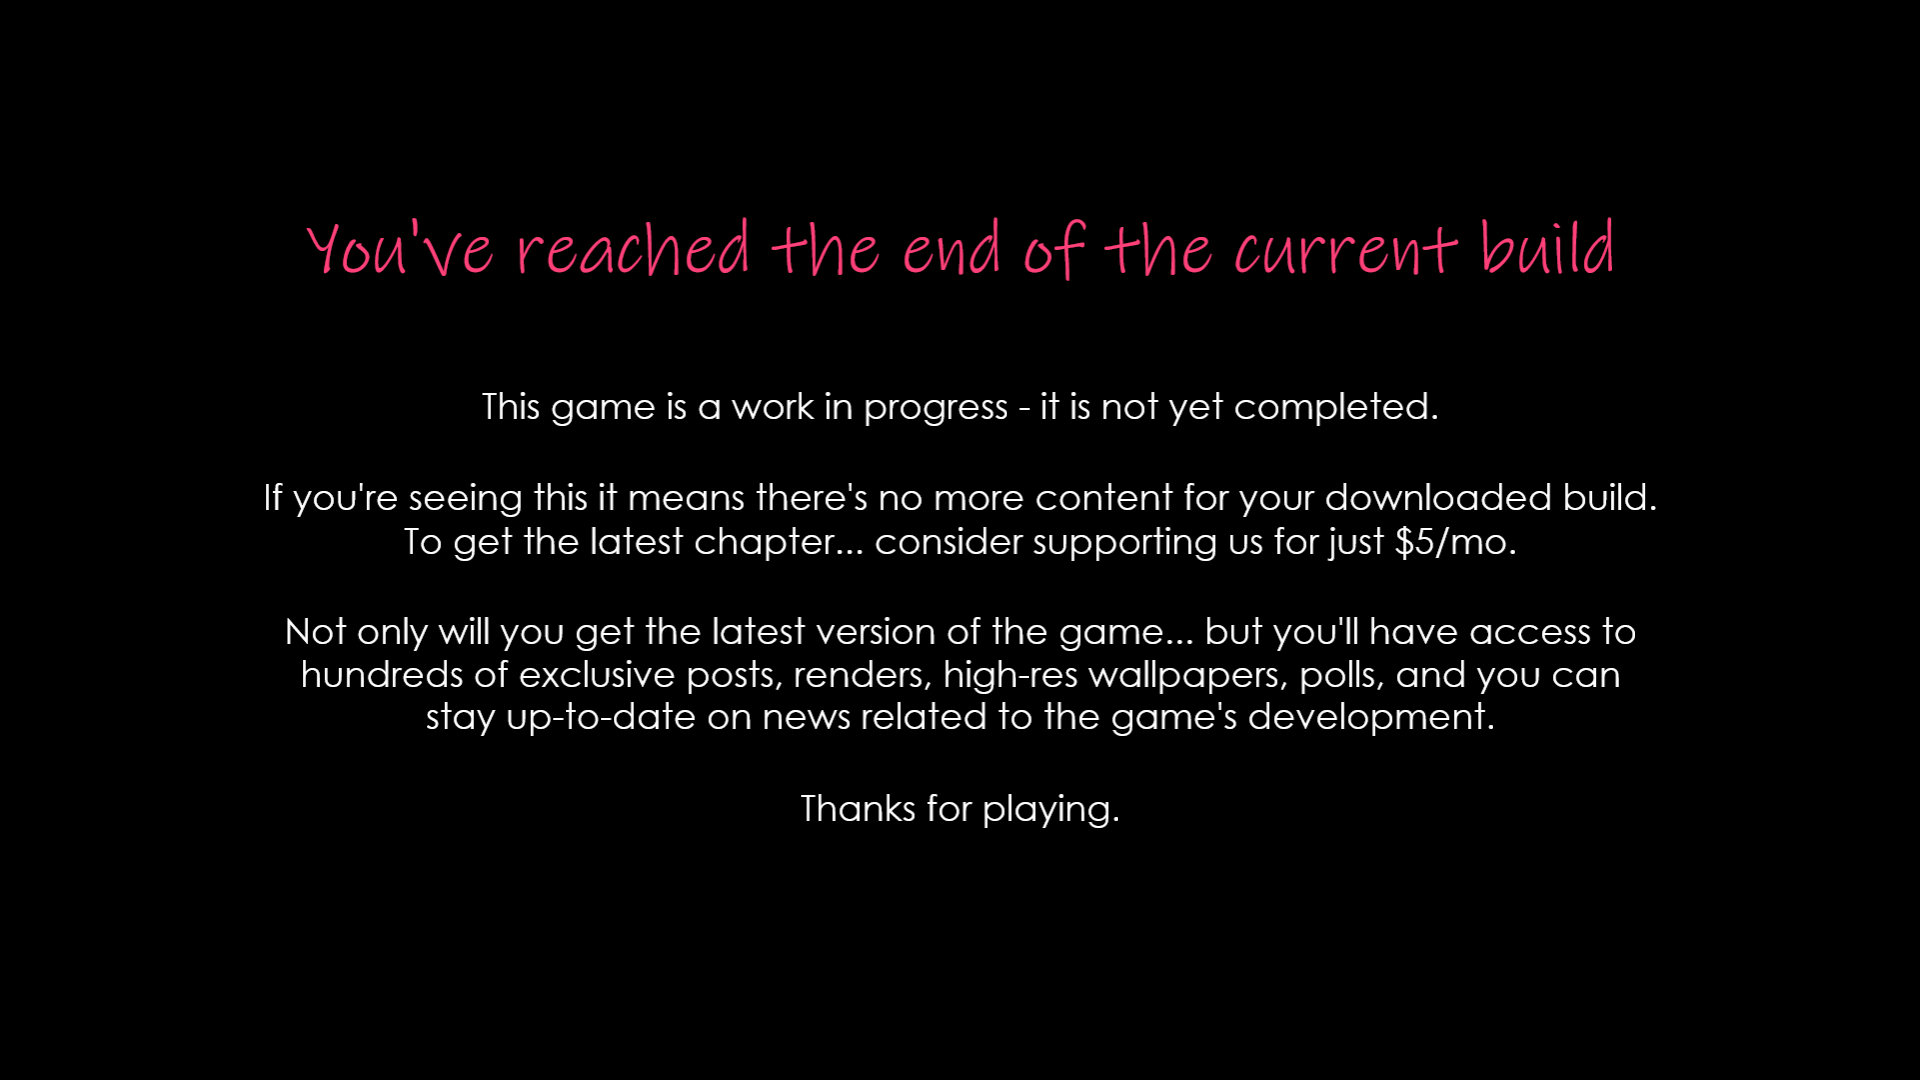 You've reached the end of the current build
This game is a work in progress - it is not yet completed.
If you're seeing this it means there's no more content for your downloaded build.
To get the latest chapter... consider supporting us for just $5/mo.
Not only will you get the latest version of the game... but you'll have access to
hundreds of exclusive posts, renders, high-res wallpapers, polls, and you can
stay up-to-date on news related to the game's development.
Thanks for playing.